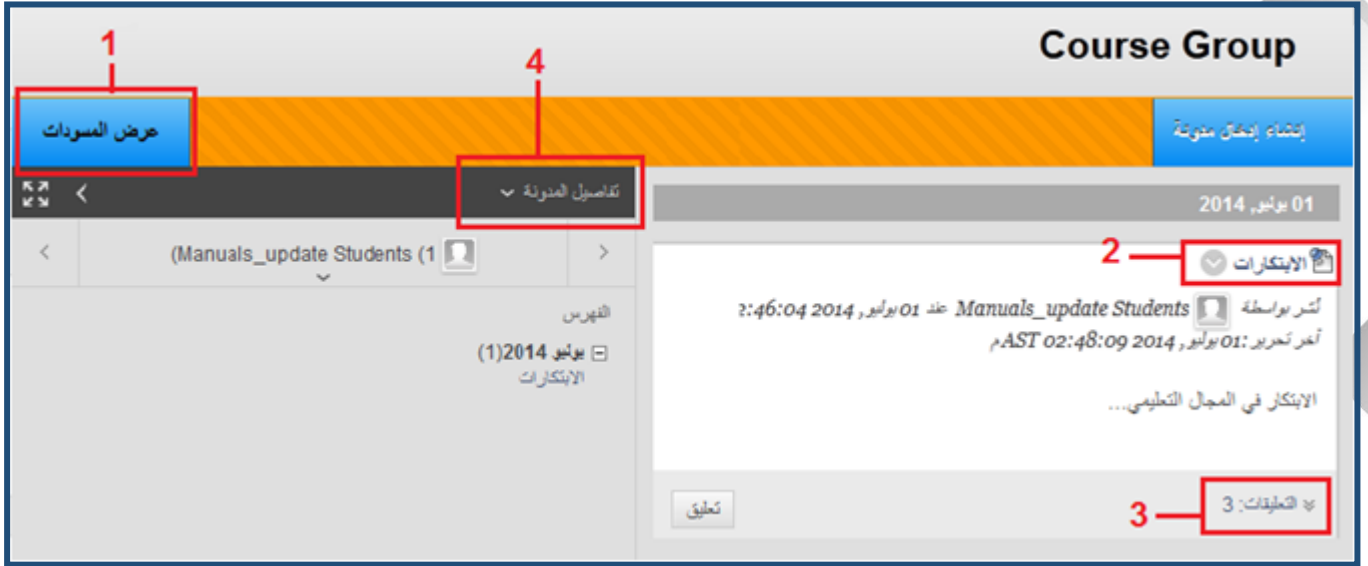 Course Group
1
4
إنشاء إدخال مدونة
عرض المسودات
01 يوليو, 2014
2
الابتكارات
نُشر بواسطة Manuals_update Students عند 01 يوليو, 2014 2:46:04
آخر تحرير: 01 يوليو, 2014 AST 02:48:09 م
الابتكار في المجال التعليمي...
3
التعليقات: 3
تعليق
تفاصيل المدونة
(Manuals_update Students (1
الفهرس
يوليو 2014(1)
الابتكارات